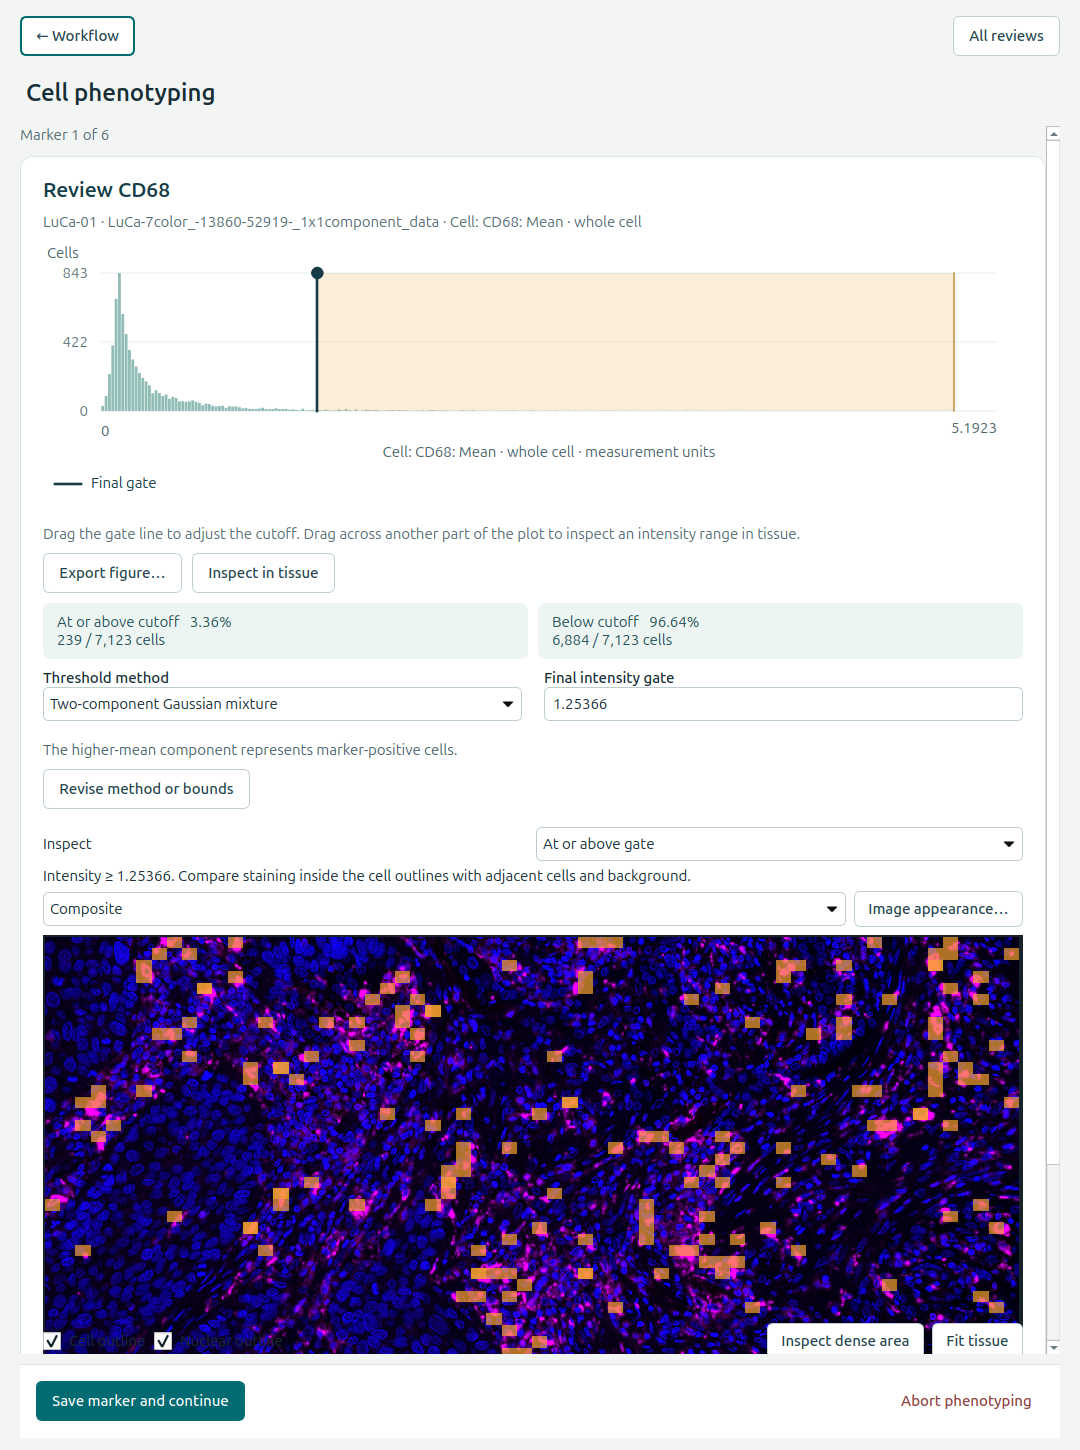 ← Workflow
All reviews
Cell phenotyping
Marker 1 of 6
Review CD68
LuCa-01 · LuCa-7color_-13860-52919-_1x1component_data · Cell: CD68: Mean · whole cell
Cells
843
422
0
0
5.1923
Cell: CD68: Mean · whole cell · measurement units
Final gate
Drag the gate line to adjust the cutoff. Drag across another part of the plot to inspect an intensity range in tissue.
Export figure…
Inspect in tissue
At or above cutoff 3.36%
239 / 7,123 cells
Below cutoff 96.64%
6,884 / 7,123 cells
Threshold method
Final intensity gate
Two-component Gaussian mixture
1.25366
The higher-mean component represents marker-positive cells.
Revise method or bounds
Inspect
At or above gate
Intensity ≥ 1.25366. Compare staining inside the cell outlines with adjacent cells and background.
Composite
Image appearance…
Cell outline
Nuclear outline
Inspect dense area
Fit tissue
Save marker and continue
Abort phenotyping